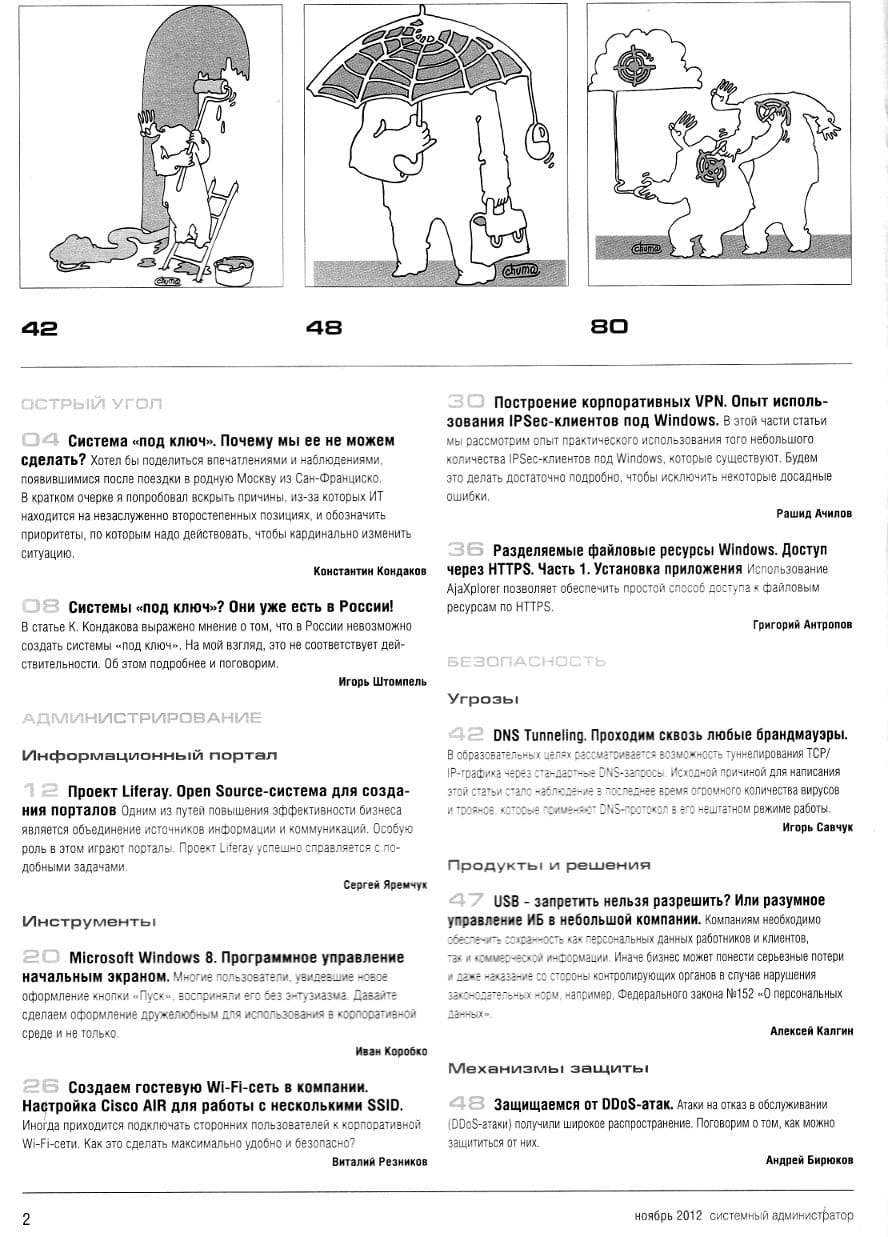 chuma
chuma
chuma
42
48
80
ОСТРЫЙ УГОЛ
04 Система «под ключ». Почему мы ее не можем
сделать? Хотел бы поделиться впечатлениями и наблюдениями,
появившимися после поездки в родную Москву из Сан-Франциско.
В кратком очерке я попробовал вскрыть причины, из-за которых ИТ
находится на незаслуженно второстепенных позициях, и обозначить
приоритеты, по которым надо действовать, чтобы кардинально изменить
ситуацию.
Константин Кондаков
08 Системы «под ключ»? Они уже есть в России!
В статье К. Кондакова выражено мнение о том, что в России невозможно
создать системы «под ключ». На мой взгляд, это не соответствует дей-
ствительности. Об этом подробнее и поговорим.
Игорь Штомпель
АДМИНИСТРИРОВАНИЕ
Информационный портал
12 Проект Liferay. Open Source-система для созда-
ния порталов Одним из путей повышения эффективности бизнеса
является объединение источников информации и коммуникаций. Особую
роль в этом играют порталы. Проект Liferay успешно справляется с по-
добными задачами.
Сергей Яремчук
Инструменты
20 Microsoft Windows 8. Программное управление
начальным экраном. Многие пользователи, увидевшие новое
оформление кнопки «Пуск», восприняли его без энтузиазма. Давайте
сделаем оформление дружелюбным для использования в корпоративной
среде и не только.
Иван Коробко
26 Создаем гостевую Wi-Fi-сеть в компании.
Настройка Cisco AIR для работы с несколькими SSID.
Иногда приходится подключать сторонних пользователей к корпоративной
Wi-Fi-сети. Как это сделать максимально удобно и безопасно?
Виталий Резников
30 Построение корпоративных VPN. Опыт исполь-
зования IPSec-клиентов под Windows. В этой части статьи
мы рассмотрим опыт практического использования того небольшого
количества IPSec-клиентов под Windows, которые существуют. Будем
это делать достаточно подробно, чтобы исключить некоторые досадные
ошибки.
Рашид Ачилов
36 Разделяемые файловые ресурсы Windows. Доступ
через HTTPS. Часть 1. Установка приложения Использование
AjaXplorer позволяет обеспечить простой способ доступа к файловым
ресурсам по HTTPS.
Григорий Антропов
БЕЗОПАСНОСТЬ
Угрозы
42 DNS Tunneling. Проходим сквозь любые брандмауэры.
В образовательных целях рассматривается возможность туннелирования TCP/
IP-трафика через стандартные DNS-запросы. Исходной причиной для написания
этой статьи стало наблюдение в последнее время огромного количества вирусов
и троянов, которые применяют DNS-протокол в его нештатном режиме работы.
Игорь Савчук
Продукты и решения
47 USB – запретить нельзя разрешить? Или разумное
управление ИБ в небольшой компании. Компаниям необходимо
обеспечить сохранность как персональных данных работников и клиентов,
так и коммерческой информации. Иначе бизнес может понести серьезные потери
и даже наказание со стороны контролирующих органов в случае нарушения
законодательных норм, например, Федерального закона №152 «О персональных
данных».
Алексей Калгин
Механизмы защиты
48 Защищаемся от DDoS-атак. Атаки на отказ в обслуживании
(DDoS-атаки) получили широкое распространение. Поговорим о том, как можно
защититься от них.
Андрей Бирюков
2
ноябрь 2012 системный администратор